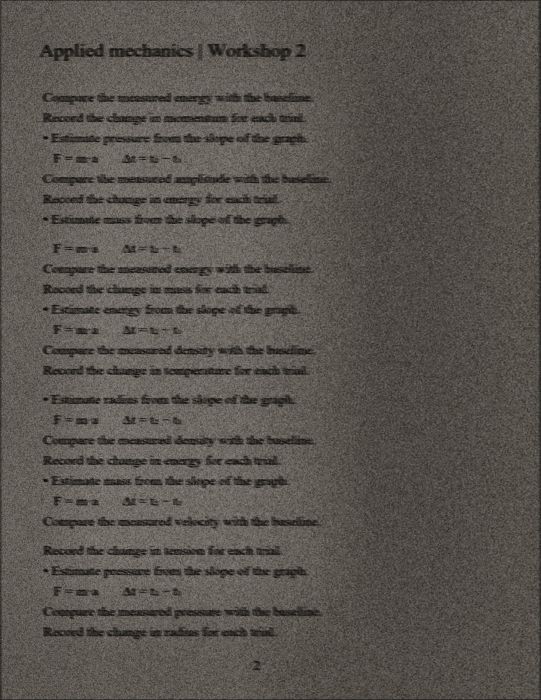 Applied mechanics | Workshop 2
Compare the measured energy with the baseline.
Record the change in momentum for each trial.
• Estimate pressure from the slope of the graph.
F = m·a Δt = t₂ − t₁
Compare the measured amplitude with the baseline.
Record the change in energy for each trial.
• Estimate mass from the slope of the graph.
F = m·a Δt = t₂ − t₁
Compare the measured energy with the baseline.
Record the change in mass for each trial.
• Estimate energy from the slope of the graph.
F = m·a Δt = t₂ − t₁
Compare the measured density with the baseline.
Record the change in temperature for each trial.
• Estimate radius from the slope of the graph.
F = m·a Δt = t₂ − t₁
Compare the measured density with the baseline.
Record the change in energy for each trial.
• Estimate mass from the slope of the graph.
F = m·a Δt = t₂ − t₁
Compare the measured velocity with the baseline.
Record the change in tension for each trial.
• Estimate pressure from the slope of the graph.
F = m·a Δt = t₂ − t₁
Compare the measured pressure with the baseline.
Record the change in radius for each trial.
2